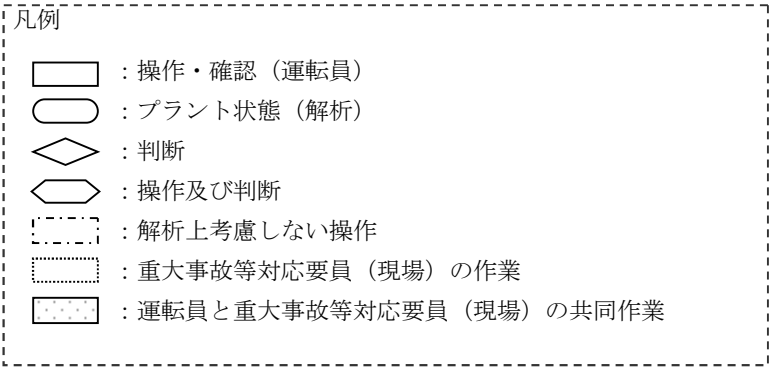 凡例
：操作・確認（運転員）
：プラント状態（解析）
：判断
：操作及び判断
：解析上考慮しない操作
：重大事故等対応要員（現場）の作業
：運転員と重大事故等対応要員（現場）の共同作業